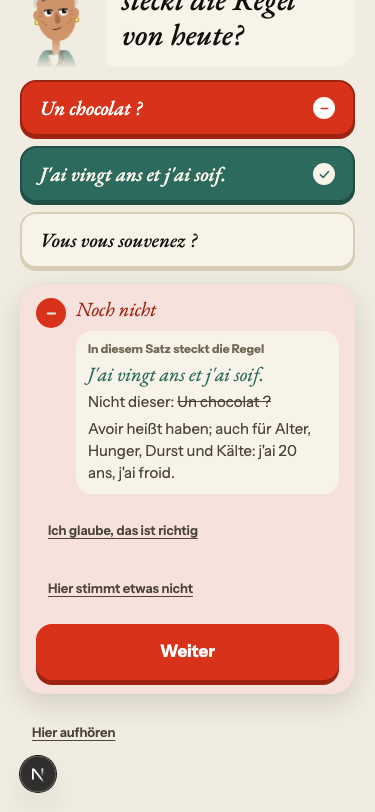 steckt die Regel
von heute?
Un chocolat ?
J'ai vingt ans et j'ai soif.
Vous vous souvenez ?
Noch nicht
In diesem Satz steckt die Regel
J'ai vingt ans et j'ai soif.
Nicht dieser: Un chocolat ?
Avoir heißt haben; auch für Alter,
Hunger, Durst und Kälte: j'ai 20
ans, j'ai froid.
Ich glaube, das ist richtig
Hier stimmt etwas nicht
Weiter
Hier aufhören
N